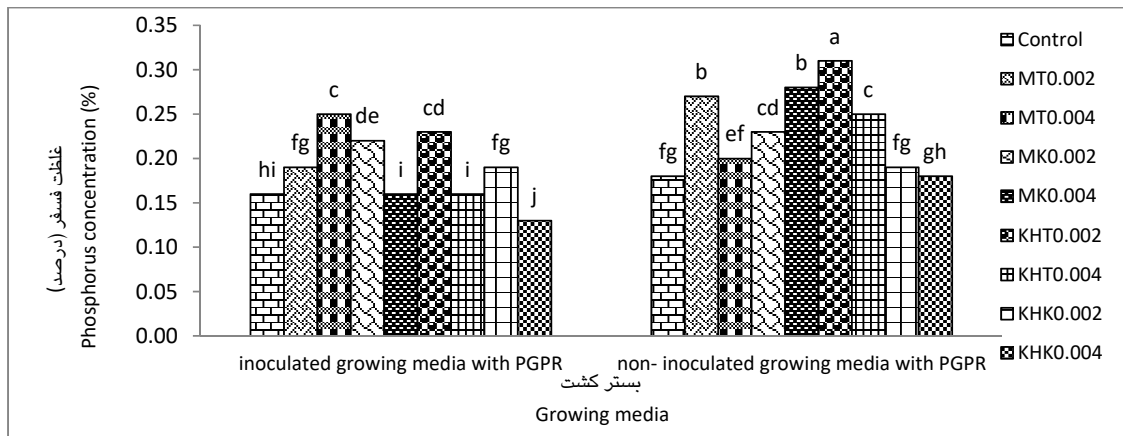 0.35
0.30
0.25
0.20
0.15
0.10
0.05
0.00
غلظت فسفر (درصد)
Phosphorus concentration (%)
hi
fg
c
de
i
cd
i
fg
j
fg
b
ef
cd
b
a
c
fg
gh
inoculated growing media with PGPR
non- inoculated growing media with PGPR
بستر کشت
Growing media
Control
MT0.002
MT0.004
MK0.002
MK0.004
KHT0.002
KHT0.004
KHK0.002
KHK0.004